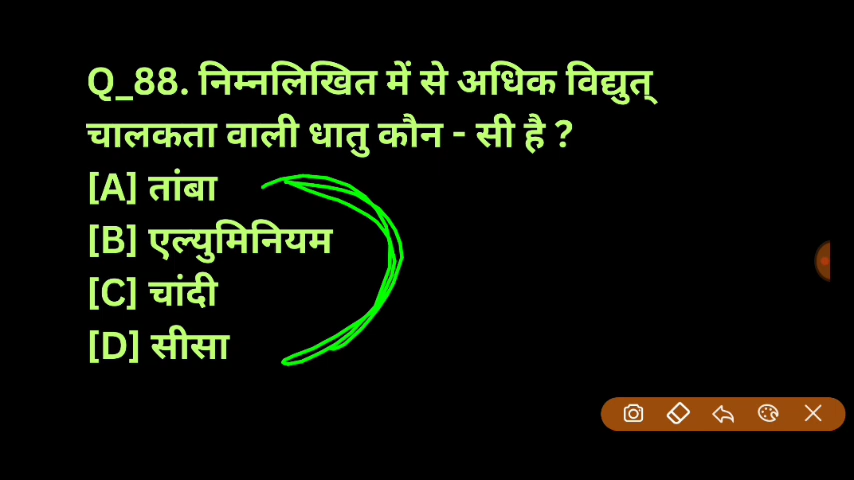 Q_88. निम्नलिखित में से अधिक विद्युत्
चालकता वाली धातु कौन - सी है ?
[A] तांबा
[B] एल्युमिनियम
[C] चांदी
[D] सीसा